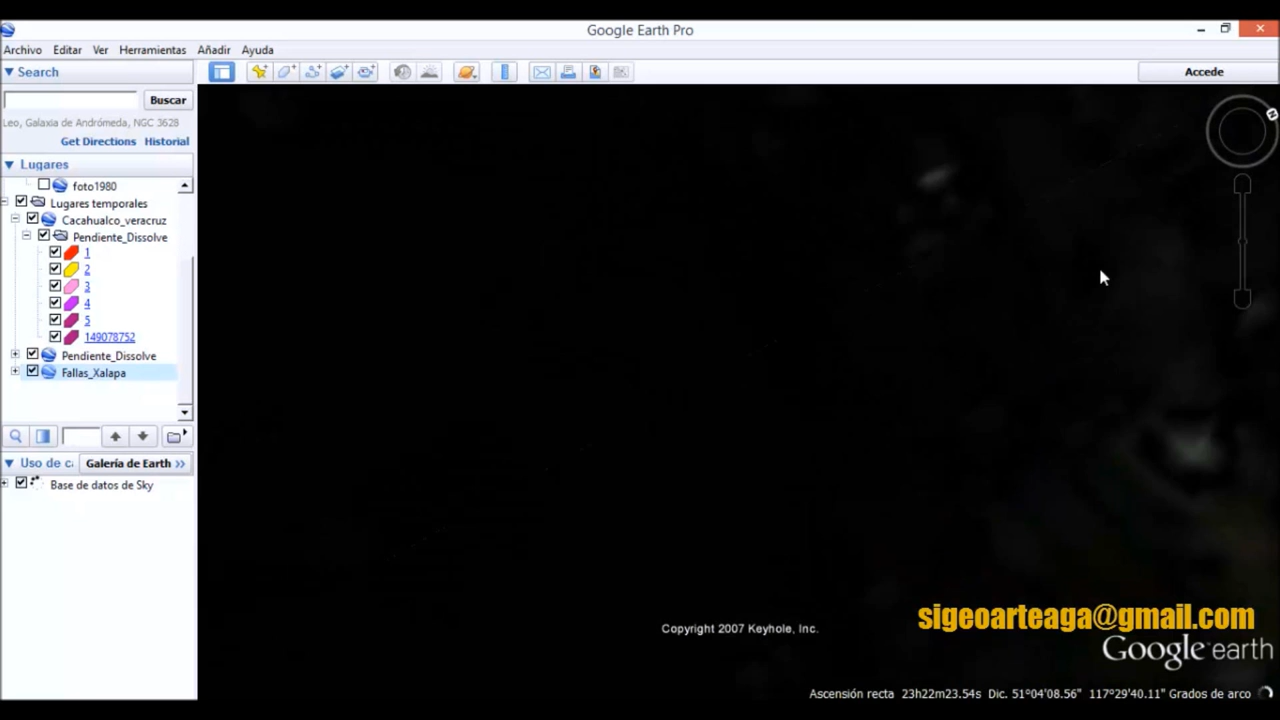 Google Earth Pro
Archivo Editar Ver Herramientas Añadir Ayuda
Search
Accede
Buscar
Leo, Galaxia de Andrómeda, NGC 3628
Get Directions Historial
Lugares
foto1980
Lugares temporales
Cacahualco_veracruz
Pendiente_Dissolve
1
2
3
4
5
149078752
Pendiente_Dissolve
Fallas_Xalapa
Uso de ca Galería de Earth >>
Base de datos de Sky
sigeoarteaga@gmail.com
Copyright 2007 Keyhole, Inc.
Google earth
Ascensión recta 23h22m23.54s Dic. 51°04'08.56" 117°29'40.11" Grados de arco